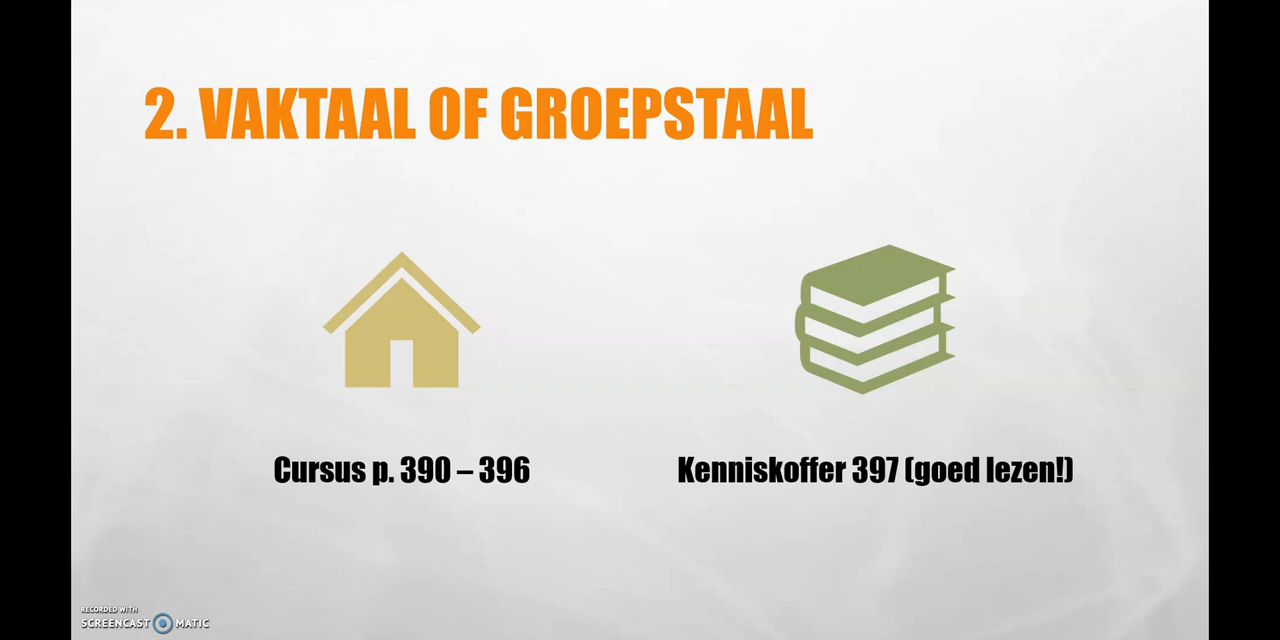 2. VAKTAAL OF GROEPSTAAL
Cursus p. 390 – 396
Kenniskoffer 397 (goed lezen!)
RECORDED WITH
SCREENCAST MATIC